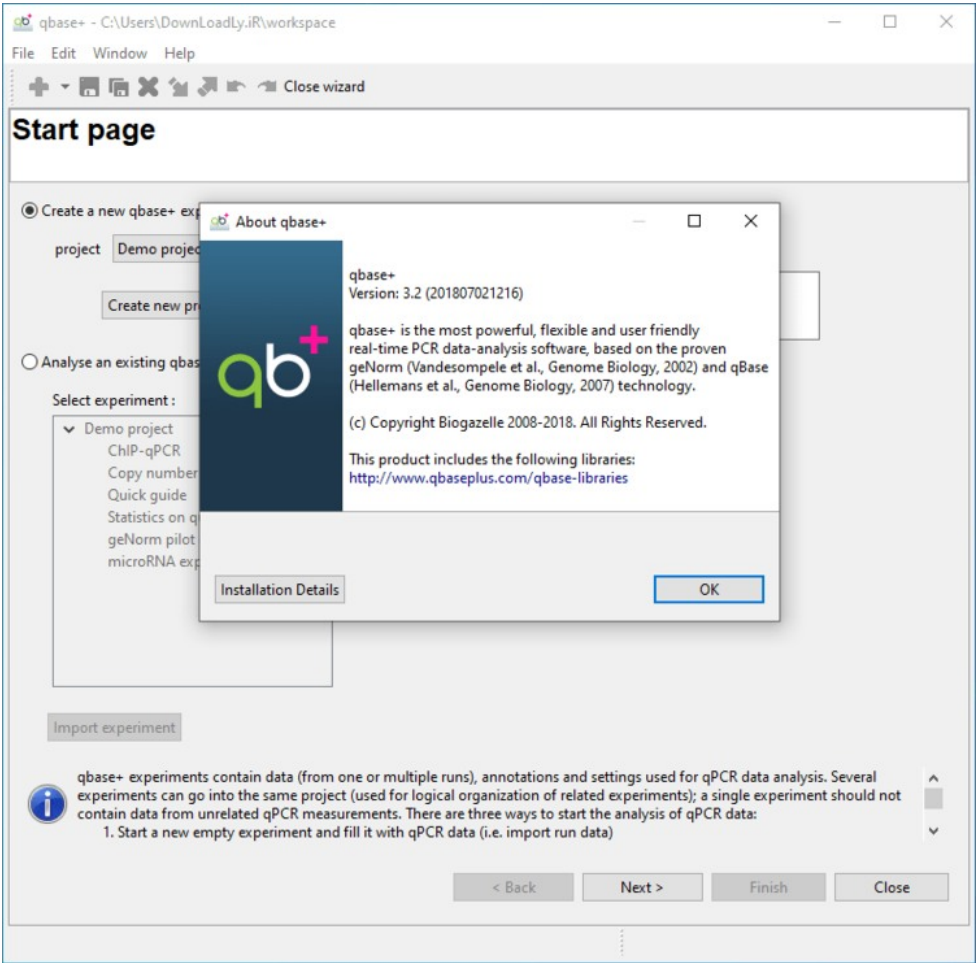 qbase+ - C:\Users\DownLoadLy.iR\workspace
File Edit Window Help
Close wizard
Start page
Create a new qbase+ exp
project Demo projec
Create new pr
Analyse an existing qbas
Select experiment :
Demo project
ChIP-qPCR
Copy number
Quick guide
Statistics on q
geNorm pilot
microRNA exp
Import experiment
About qbase+
qb+
qbase+
Version: 3.2 (201807021216)
qbase+ is the most powerful, flexible and user friendly
real-time PCR data-analysis software, based on the proven
geNorm (Vandesompele et al., Genome Biology, 2002) and qBase
(Hellemans et al., Genome Biology, 2007) technology.
(c) Copyright Biogazelle 2008-2018. All Rights Reserved.
This product includes the following libraries:
http://www.qbaseplus.com/qbase-libraries
Installation Details
OK
qbase+ experiments contain data (from one or multiple runs), annotations and settings used for qPCR data analysis. Several
experiments can go into the same project (used for logical organization of related experiments); a single experiment should not
contain data from unrelated qPCR measurements. There are three ways to start the analysis of qPCR data:
1. Start a new empty experiment and fill it with qPCR data (i.e. import run data)
< Back Next > Finish Close